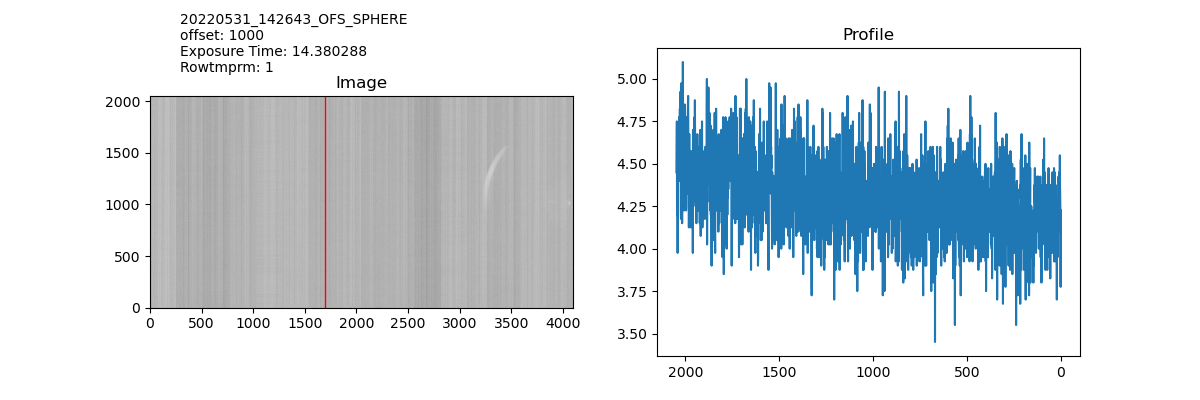 20220531_142643_OFS_SPHERE
offset: 1000
Exposure Time: 14.380288
Rowtmprm: 1
Image
2000
1500
1000
500
0
0 500 1000 1500 2000 2500 3000 3500 4000
Profile
5.00
4.75
4.50
4.25
4.00
3.75
3.50
2000 1500 1000 500 0